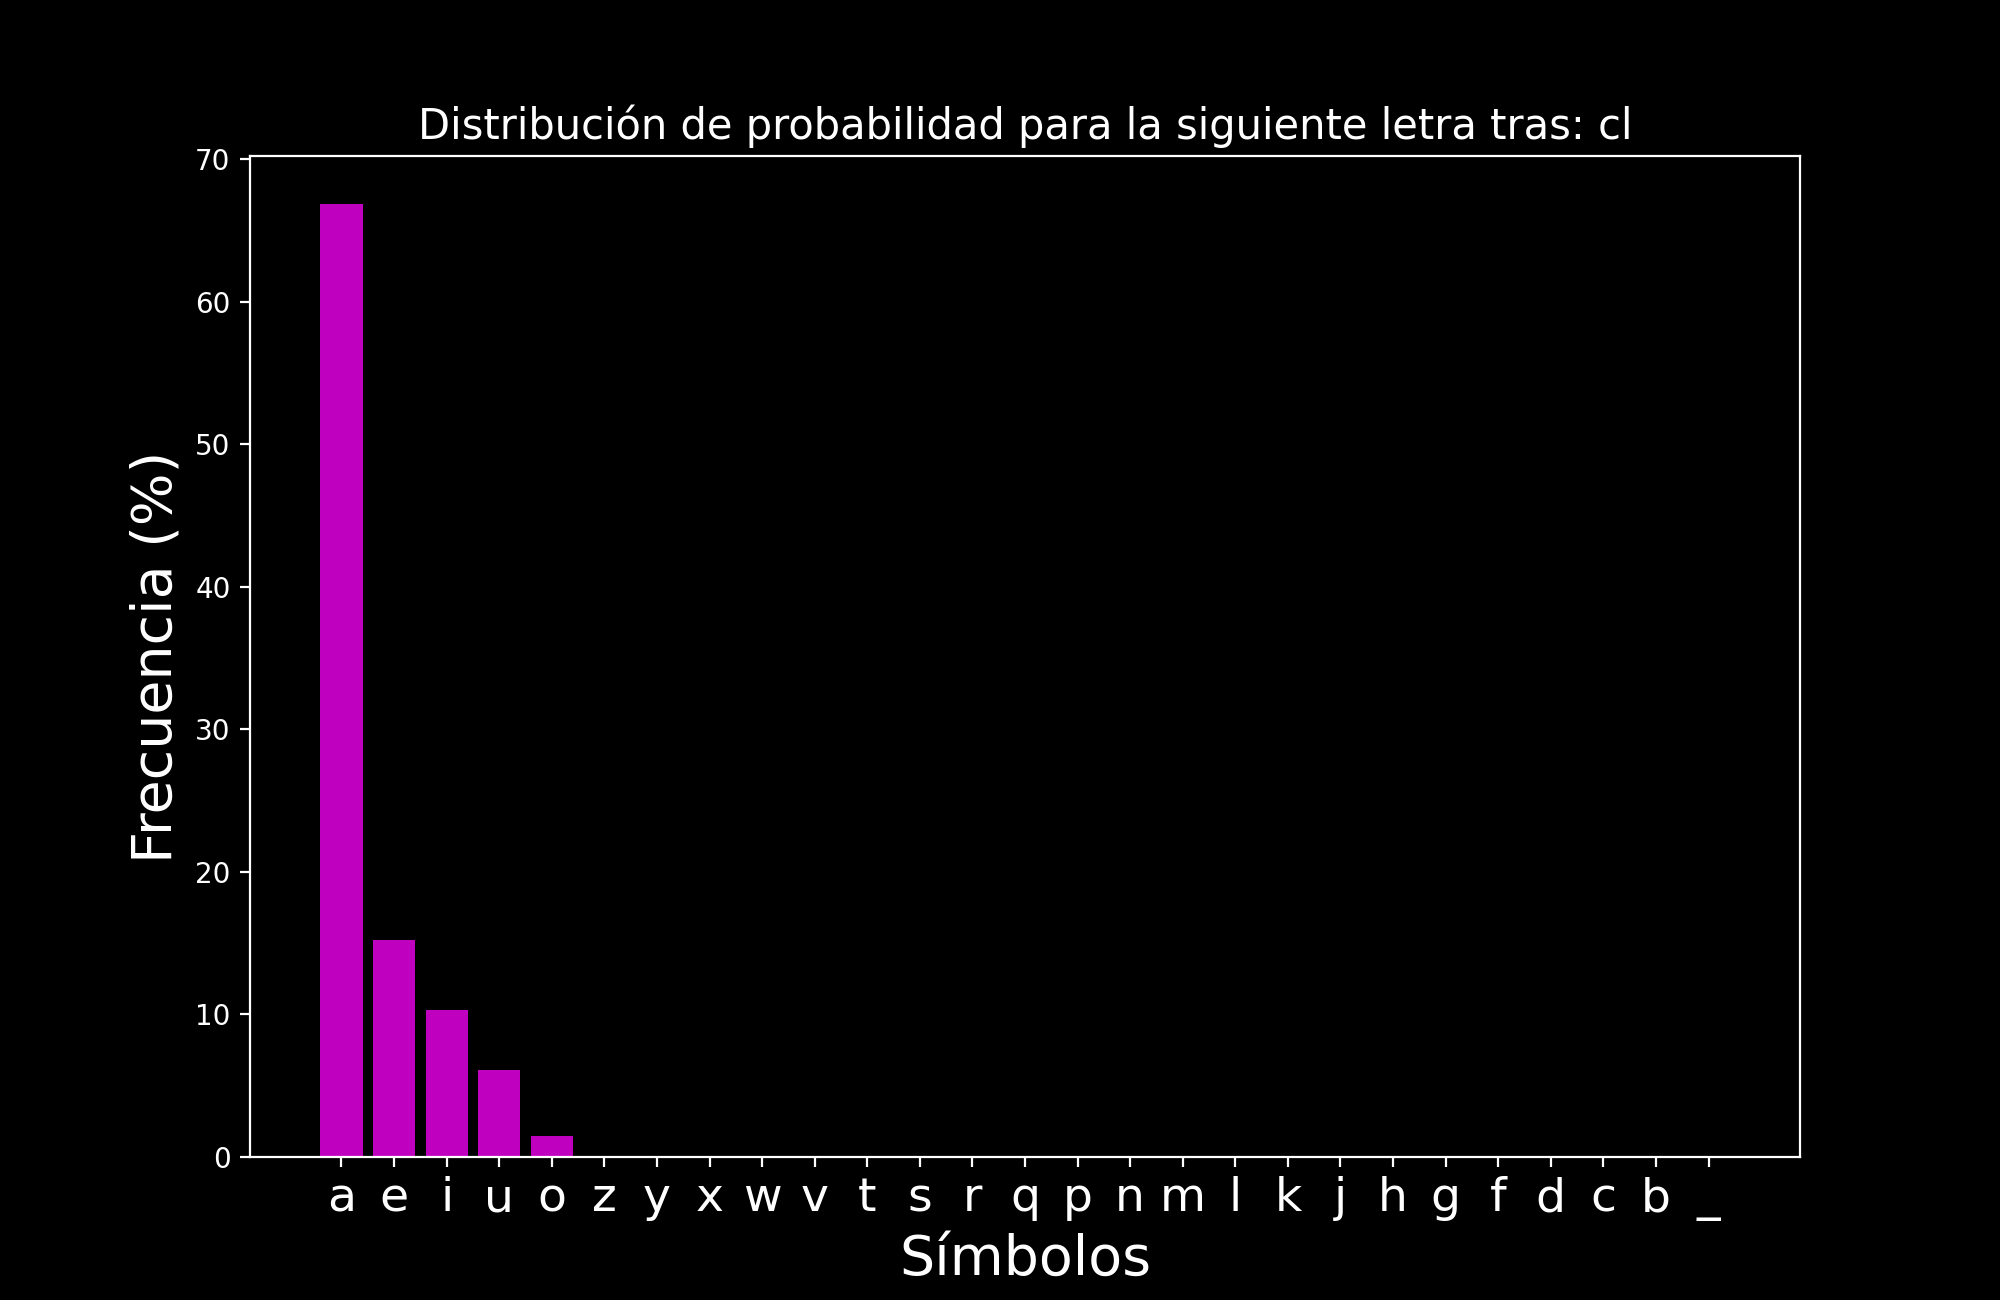 Distribución de probabilidad para la siguiente letra tras: cl
70
60
50
40
30
20
10
0
Frecuencia (%)
a e i u o z y x w v t s r q p n m l k j h g f d c b _
Símbolos